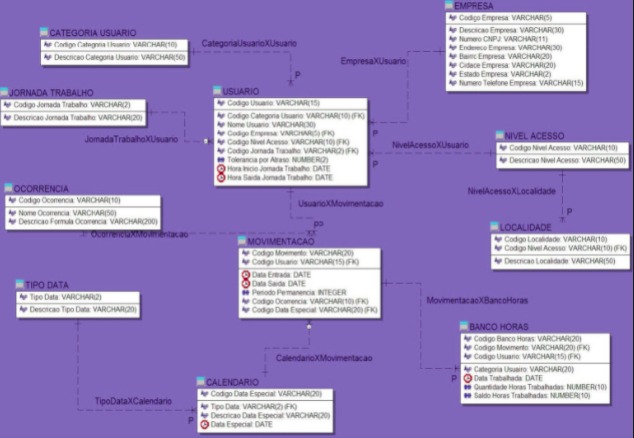 EMPRESA
Codigo Empresa: VARCHAR(5)
Descricao Empresa: VARCHAR(30)
Numero CNPJ: VARCHAR(11)
Endereco Empresa: VARCHAR(30)
Bairro Empresa: VARCHAR(20)
Cidade Empresa: VARCHAR(20)
Estado Empresa: VARCHAR(2)
Numero Telefone Empresa: VARCHAR(15)
CATEGORIA USUARIO
Codigo Categoria Usuario: VARCHAR(10)
Descricao Categoria Usuario: VARCHAR(50)
CategoriaUsuarioXUsuario
P
EmpresaXUsuario
P
JORNADA TRABALHO
Codigo Jornada Trabalho: VARCHAR(2)
Descricao Jornada Trabalho: VARCHAR(20)
JornadaTrabalhoXUsuario
USUARIO
Codigo Usuario: VARCHAR(15)
Codigo Categoria Usuario: VARCHAR(10) (FK)
Nome Usuario: VARCHAR(30)
Codigo Empresa: VARCHAR(5) (FK)
Codigo Nivel Acesso: VARCHAR(10) (FK)
Codigo Jornada Trabalho: VARCHAR(2) (FK)
Tolerancia por Atraso: NUMBER(2)
Hora Inicio Jornada Trabalho: DATE
Hora Saida Jornada Trabalho: DATE
NivelAcessoXUsuario
P
NIVEL ACESSO
Codigo Nivel Acesso: VARCHAR(10)
Descricao Nivel Acesso: VARCHAR(50)
NivelAcessoXLocalidade
P
LOCALIDADE
Codigo Localidade: VARCHAR(10)
Codigo Nivel Acesso: VARCHAR(10) (FK)
Descricao Localidade: VARCHAR(50)
OCORRENCIA
Codigo Ocorrencia: VARCHAR(10)
Nome Ocorrencia: VARCHAR(50)
Descricao Formula Ocorrencia: VARCHAR(200)
OcorrenciaXMovimentacao
UsuarioXMovimentacao
PP
MOVIMENTACAO
Codigo Movimento: VARCHAR(20)
Codigo Usuario: VARCHAR(15) (FK)
Data Entrada: DATE
Data Saida: DATE
Periodo Permanencia: INTEGER
Codigo Ocorrencia: VARCHAR(10) (FK)
Codigo Data Especial: VARCHAR(20) (FK)
MovimentacaoXBancoHoras
P
TIPO DATA
Tipo Data: VARCHAR(2)
Descricao Tipo Data: VARCHAR(20)
TipoDataXCalendario
P
CalendarioXMovimentacao
CALENDARIO
Codigo Data Especial: VARCHAR(20)
Tipo Data: VARCHAR(2) (FK)
Descricao Data Especial: VARCHAR(20)
Data Especial: DATE
BANCO HORAS
Codigo Banco Horas: VARCHAR(20)
Codigo Movimento: VARCHAR(20) (FK)
Codigo Usuario: VARCHAR(15) (FK)
Categoria Usuario: VARCHAR(20)
Data Trabalhada: DATE
Quantidade Horas Trabalhadas: NUMBER(10)
Saldo Horas Trabalhadas: NUMBER(10)